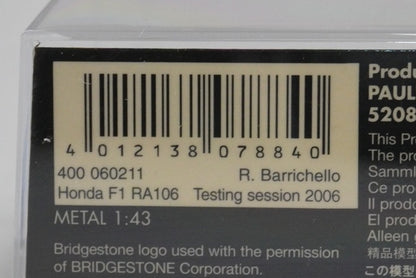 4 012138 078840
400 060211 R. Barrichello
Honda F1 RA106 Testing session 2006
METAL 1:43
Bridgestone logo used with the permission
of BRIDGESTONE Corporation.
Produ
PAUL
5208
This Pro
The pro
Samml
Ce pro
Il prodo
El prod
Alleen g
精品模型
この模型